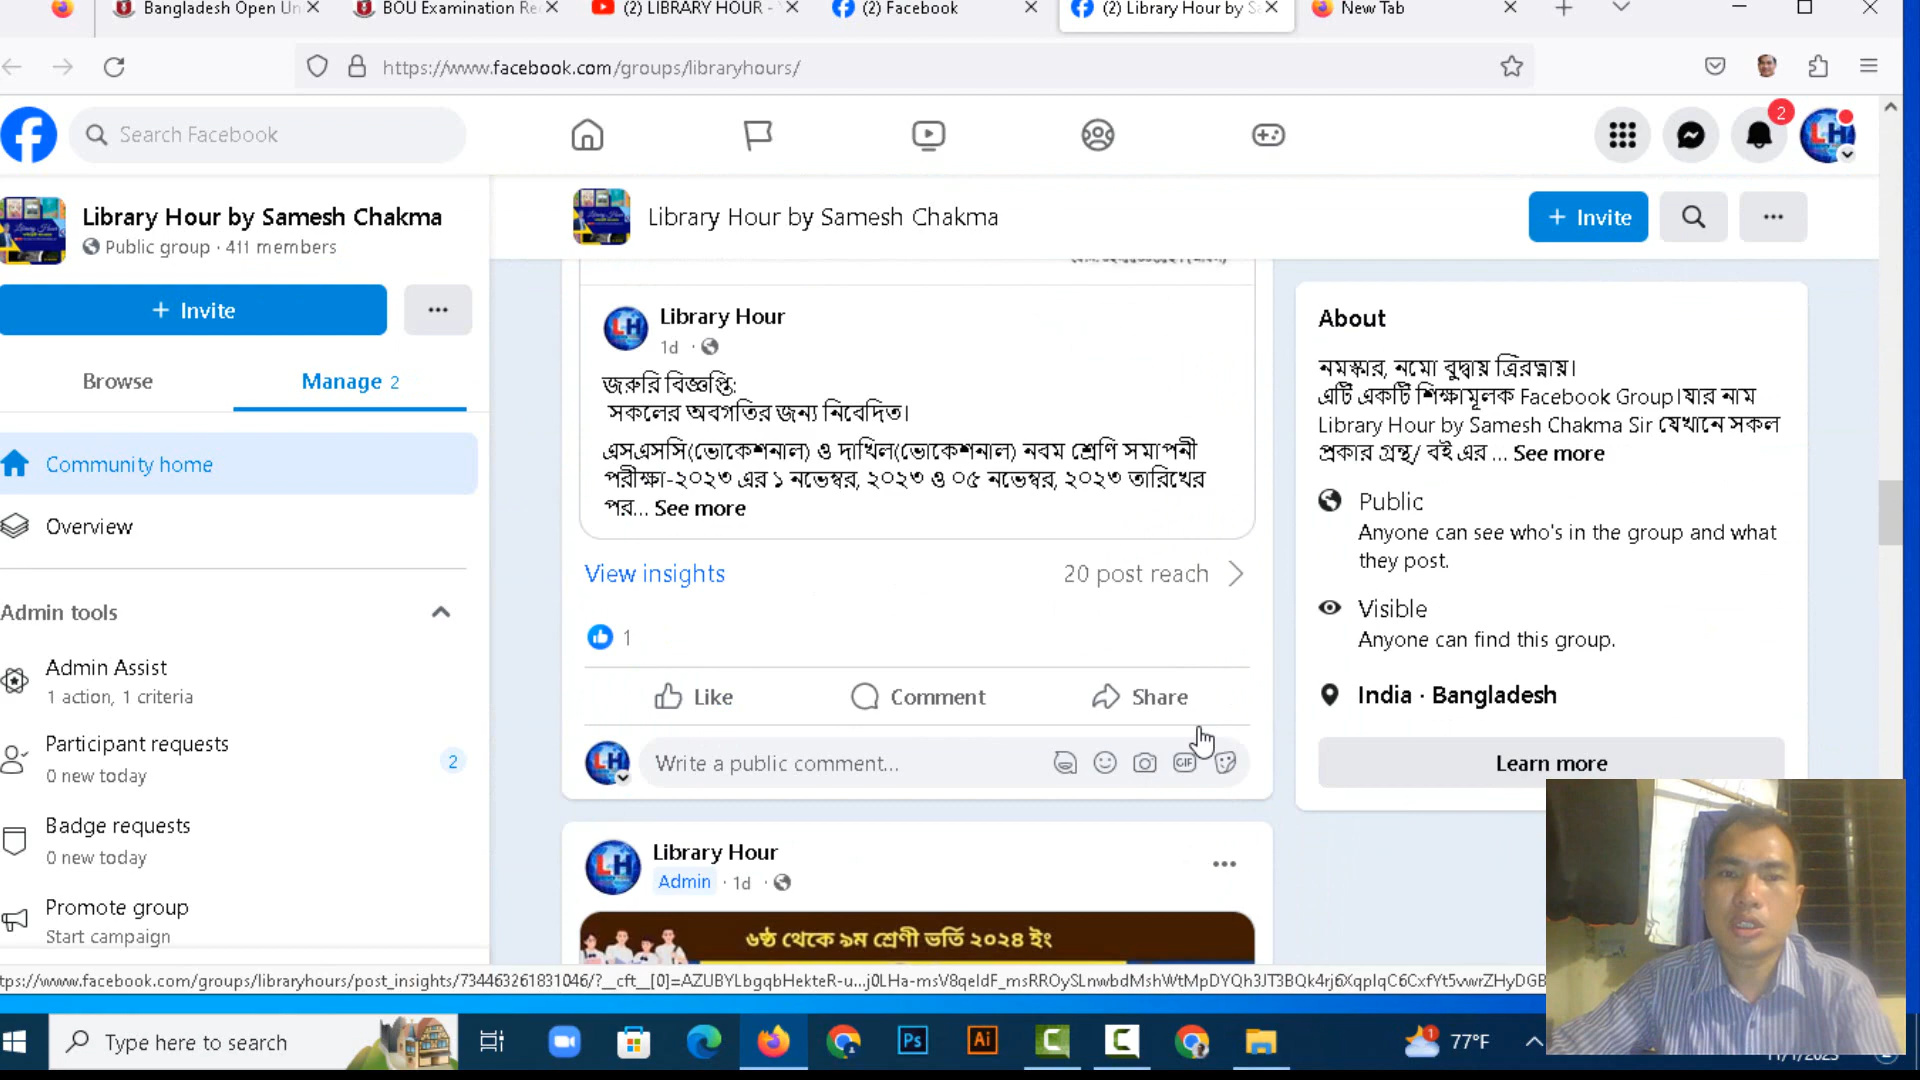 Bangladesh Open Un
BOU Examination Re
(2) LIBRARY HOUR -
(2) Facebook
(2) Library Hour by S
New Tab
https://www.facebook.com/groups/libraryhours/
Search Facebook
2
Library Hour by Samesh Chakma
Public group · 411 members
+ Invite
Browse
Manage 2
Community home
Overview
Admin tools
Admin Assist
1 action, 1 criteria
Participant requests
0 new today
2
Badge requests
0 new today
Promote group
Start campaign
Library Hour by Samesh Chakma
+ Invite
Library Hour
1d ·
জরুরি বিজ্ঞপ্তি:
সকলের অবগতির জন্য নিবেদিত।
এসএসসি(ভোকেশনাল) ও দাখিল(ভোকেশনাল) নবম শ্রেণি সমাপনী
পরীক্ষা-২০২৩ এর ১ নভেম্বর, ২০২৩ ও ০৫ নভেম্বর, ২০২৩ তারিখের
পর... See more
View insights
20 post reach
1
Like
Comment
Share
Write a public comment...
GIF
Library Hour
Admin · 1d ·
৬ষ্ঠ থেকে ৯ম শ্রেণী ভর্তি ২০২৪ ইং
About
নমস্কার, নমো বুদ্ধায় ত্রিরত্নায়।
এটি একটি শিক্ষামূলক Facebook Group।যার নাম
Library Hour by Samesh Chakma Sir যেখানে সকল
প্রকার গ্রন্থ/ বই এর ... See more
Public
Anyone can see who's in the group and what
they post.
Visible
Anyone can find this group.
India · Bangladesh
Learn more
Type here to search
Ps
Ai
1
77°F
11/1/2023